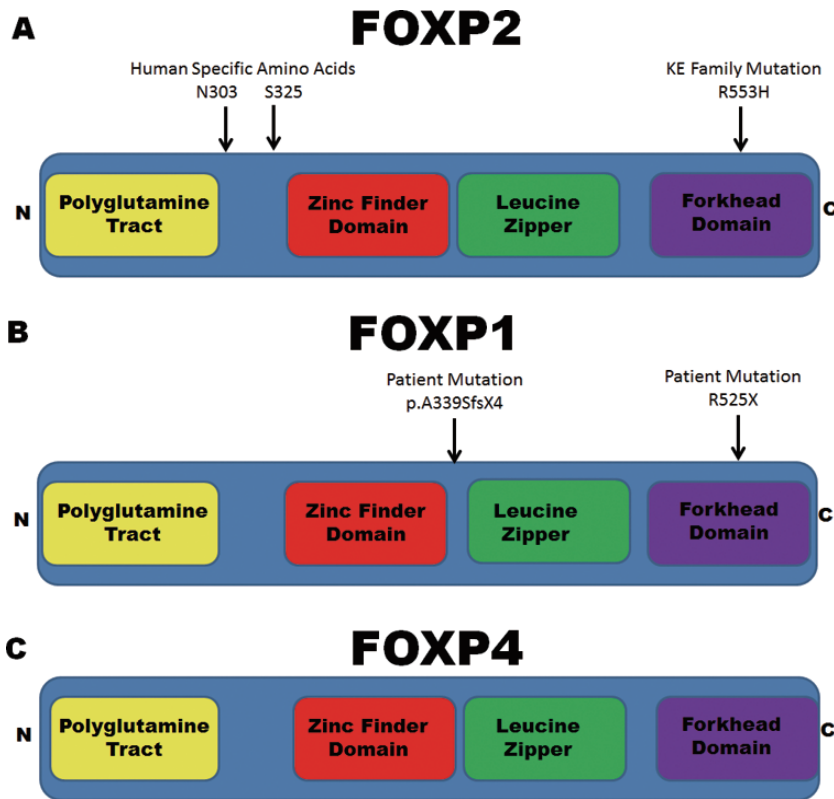 A
FOXP2
Human Specific Amino Acids
N303 S325
KE Family Mutation
R553H
N
Polyglutamine
Tract
Zinc Finder
Domain
Leucine
Zipper
Forkhead
Domain
C
B
FOXP1
Patient Mutation
p.A339SfsX4
Patient Mutation
R525X
N
Polyglutamine
Tract
Zinc Finder
Domain
Leucine
Zipper
Forkhead
Domain
C
C
FOXP4
N
Polyglutamine
Tract
Zinc Finder
Domain
Leucine
Zipper
Forkhead
Domain
C